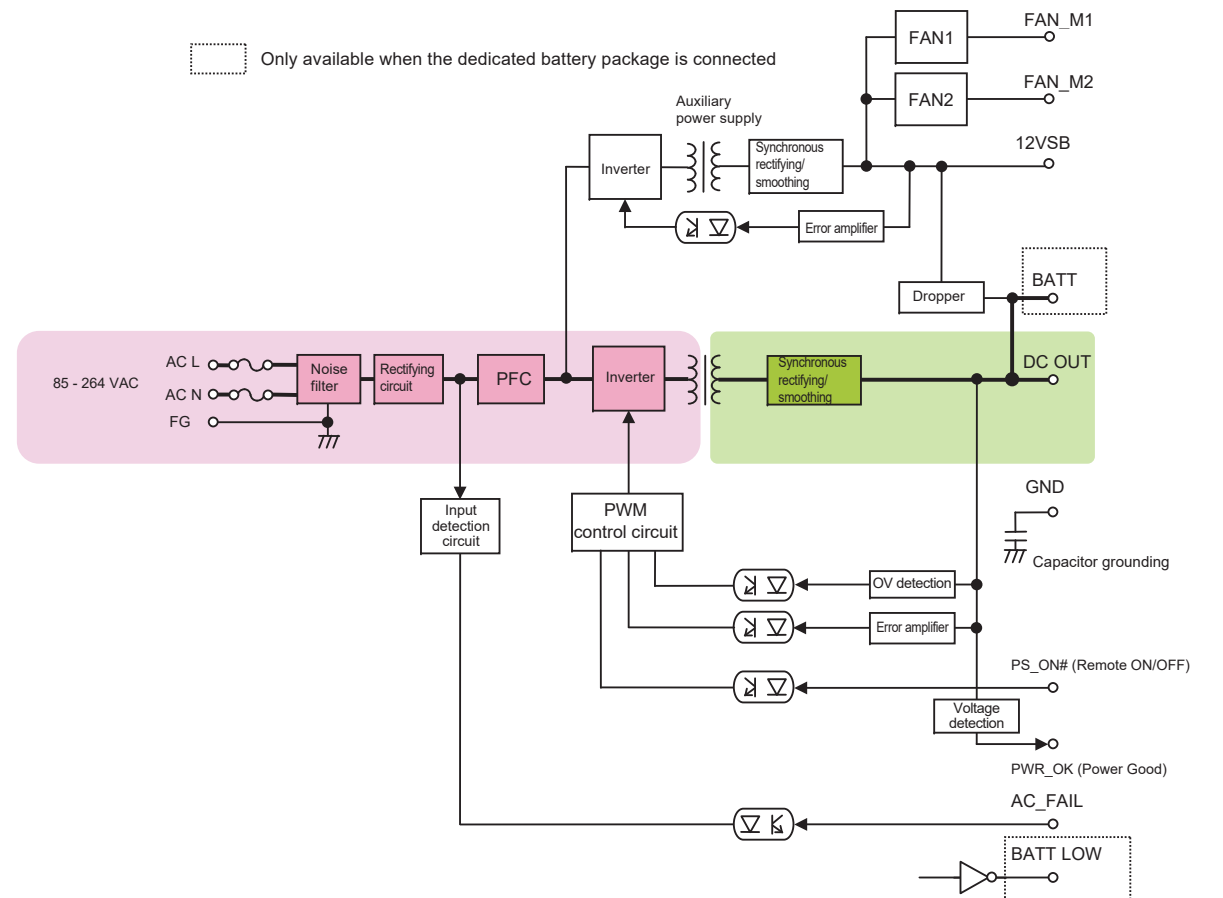 FAN_M1
FAN1
Only available when the dedicated battery package is connected
FAN_M2
FAN2
Auxiliary
power supply
12VSB
Synchronous
rectifying/
smoothing
Inverter
Error amplifier
BATT
Dropper
DC OUT
AC L
Noise
filter
Rectifying
circuit
PFC
Inverter
Synchronous
rectifying/
smoothing
85 - 264 VAC
AC N
FG
GND
Input
detection
circuit
PWM
control circuit
Capacitor grounding
OV detection
Error amplifier
PS_ON# (Remote ON/OFF)
Voltage
detection
PWR_OK (Power Good)
AC_FAIL
BATT LOW